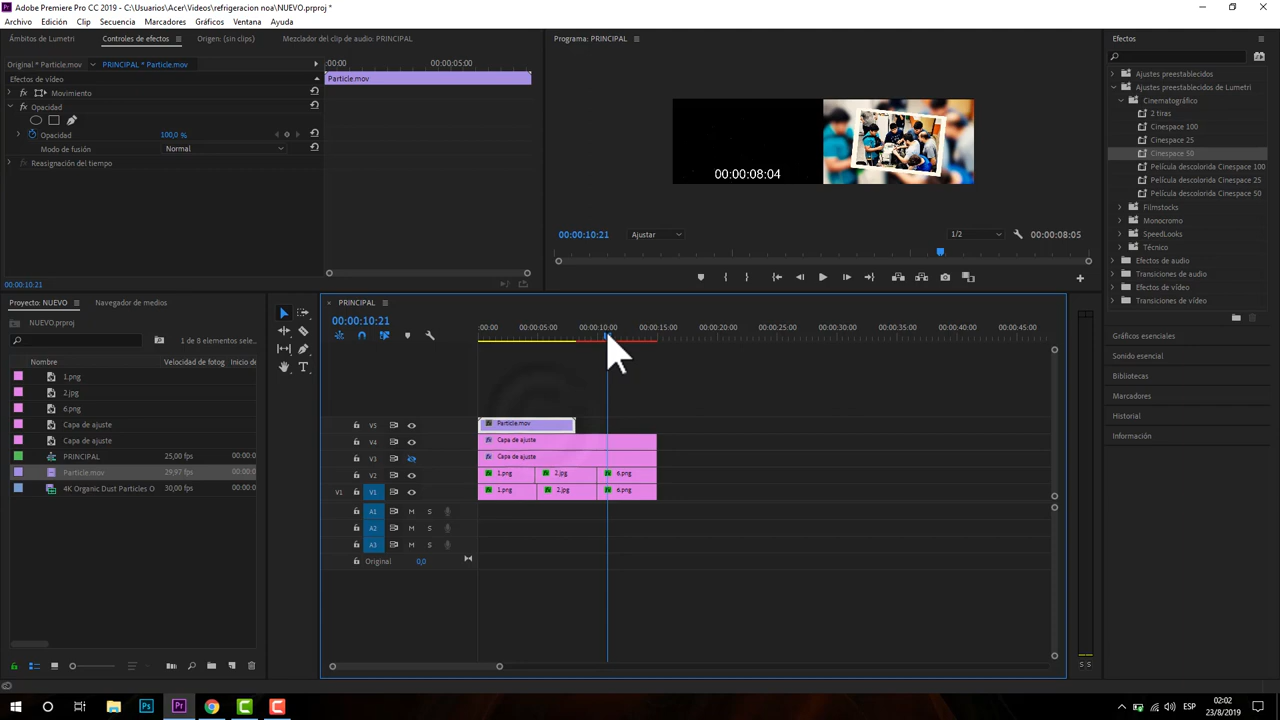 Adobe Premiere Pro CC 2019 - C:\Usuarios\Acer\Videos\refrigeracion noa\NUEVO.prproj *
Archivo Edición Clip Secuencia Marcadores Gráficos Ventana Ayuda
Ámbitos de Lumetri Controles de efectos Origen: (sin clips) Mezclador del clip de audio: PRINCIPAL
Original * Particle.mov PRINCIPAL * Particle.mov
:00:00 00:00:05:00
Efectos de vídeo
Particle.mov
Movimiento
Opacidad
Opacidad 100,0 %
Modo de fusión Normal
Reasignación del tiempo
00:00:10:21
Programa: PRINCIPAL
00:00:08:04
00:00:10:21 Ajustar 1/2 00:00:08:05
Efectos
Ajustes preestablecidos
Ajustes preestablecidos de Lumetri
Cinematográfico
2 tiras
Cinespace 100
Cinespace 25
Cinespace 50
Película descolorida Cinespace 100
Película descolorida Cinespace 25
Película descolorida Cinespace 50
Filmstocks
Monocromo
SpeedLooks
Técnico
Efectos de audio
Transiciones de audio
Efectos de vídeo
Transiciones de vídeo
Gráficos esenciales
Sonido esencial
Bibliotecas
Marcadores
Historial
Información
Proyecto: NUEVO Navegador de medios
NUEVO.prproj
1 de 8 elementos sele...
Nombre Velocidad de fotog Inicio de
1.png
2.jpg
6.png
Capa de ajuste
Capa de ajuste
PRINCIPAL 25,00 fps 00:00
Particle.mov 29,97 fps 00:00
4K Organic Dust Particles O 30,00 fps 00:00
PRINCIPAL
00:00:10:21
:00:00 00:00:05:00 00:00:10:00 00:00:15:00 00:00:20:00 00:00:25:00 00:00:30:00 00:00:35:00 00:00:40:00 00:00:45:00
V5 Particle.mov
V4 Capa de ajuste
V3 Capa de ajuste
V2 1.png 2.jpg 6.png
V1 V1 1.png 2.jpg 6.png
A1 M S
A2 M S
A3 M S
Original 0,0
S S
Ps Pr C C
ESP
02:02
23/8/2019